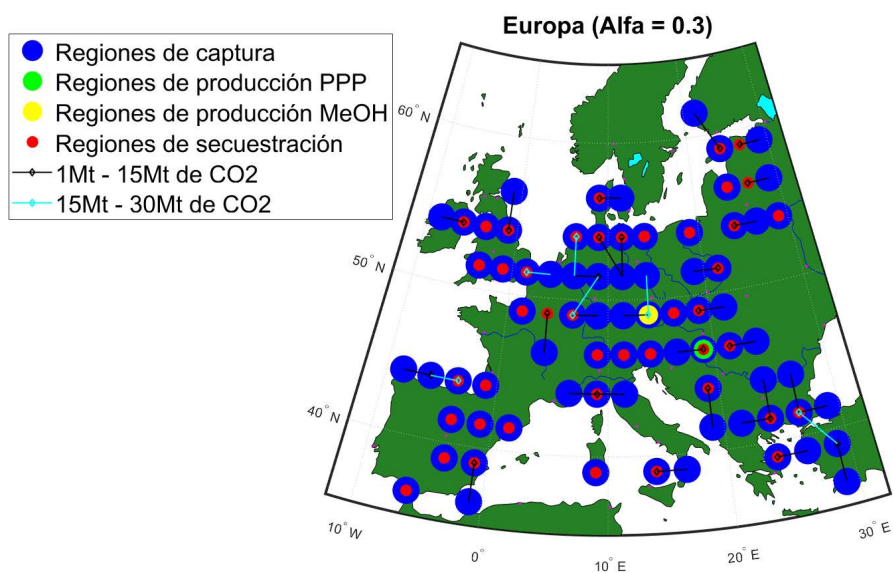 Europa (Alfa = 0.3)
Regiones de captura
Regiones de producción PPP
Regiones de producción MeOH
Regiones de secuestración
1Mt - 15Mt de CO2
15Mt - 30Mt de CO2
60° N
50° N
40° N
10° W
0°
10° E
20° E
30° E